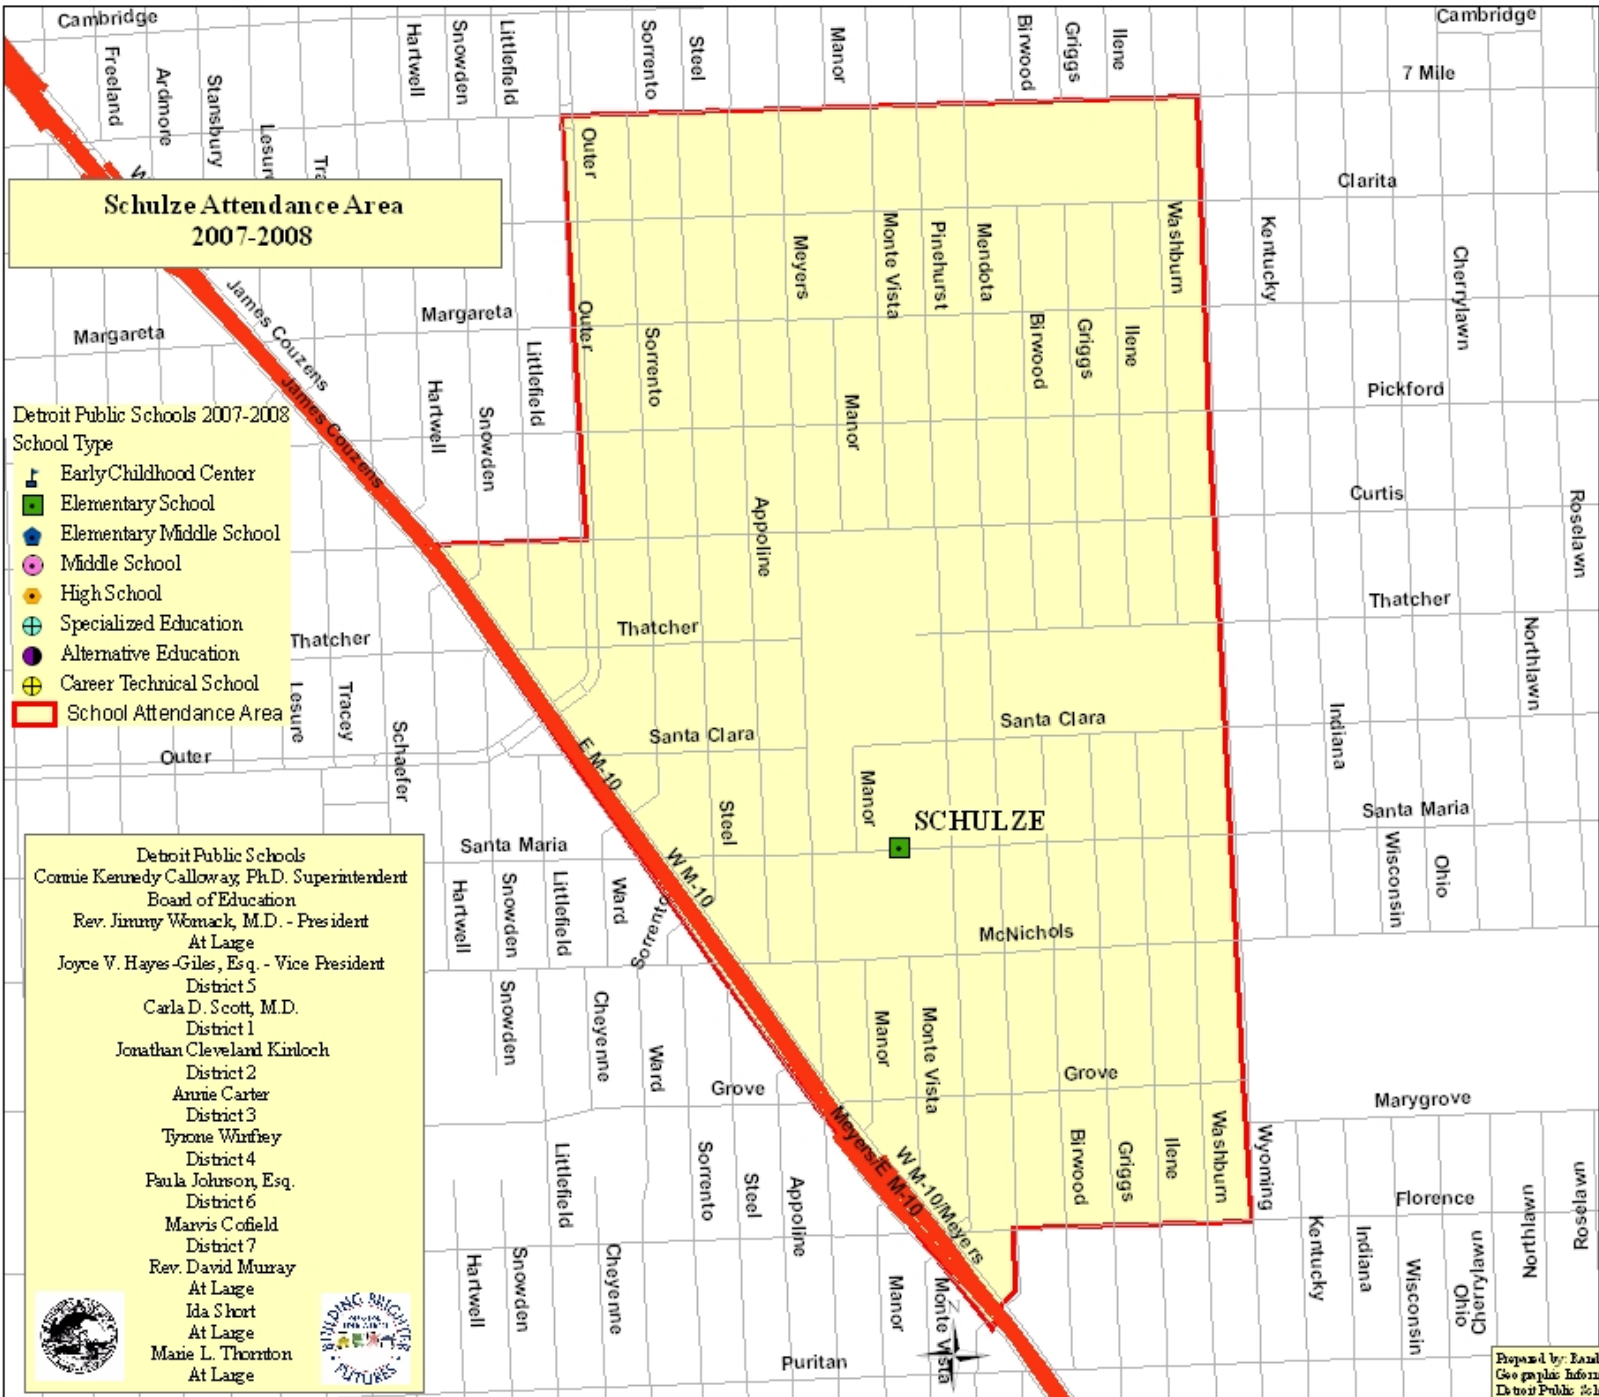 Cambridge
Cambridge
Freeland
Ardmore
Stansbury
Lesure
Hartwell
Snowden
Littlefield
Sorrento
Steel
Manor
Birwood
Griggs
Ilene
7 Mile
Schulze Attendance Area
2007-2008
Outer
Clarita
Meyers
Monte Vista
Pinehurst
Mendota
Washburn
Kentucky
Cherrylawn
James Couzens
Margareta
Margareta
Outer
Littlefield
Sorrento
Birwood
Griggs
Ilene
James Couzens
Hartwell
Snowden
Manor
Pickford
Detroit Public Schools 2007-2008
School Type
Early Childhood Center
Elementary School
Elementary Middle School
Middle School
High School
Specialized Education
Alternative Education
Career Technical School
School Attendance Area
Appoline
Curtis
Roselawn
Thatcher
Thatcher
Thatcher
Northlawn
Lesure
Tracey
Schaefer
Outer
E M-10
Santa Clara
Santa Clara
Indiana
Steel
Manor
SCHULZE
Santa Maria
Santa Maria
W M-10
Wisconsin
Ohio
Hartwell
Snowden
Littlefield
Ward
Sorrento
McNichols
Snowden
Cheyenne
Ward
Grove
Manor
Monte Vista
Grove
Marygrove
Meyers/E M-10
W M-10/Meyers
Littlefield
Sorrento
Steel
Appoline
Birwood
Griggs
Ilene
Washburn
Wyoming
Florence
Roselawn
Northlawn
Hartwell
Snowden
Cheyenne
Manor
Monte Vista
Kentucky
Indiana
Wisconsin
Ohio
Cherrylawn
Puritan
N
Detroit Public Schools
Connie Kennedy Calloway, Ph.D. Superintendent
Board of Education
Rev. Jimmy Womack, M.D. - President
At Large
Joyce V. Hayes-Giles, Esq. - Vice President
District 5
Carla D. Scott, M.D.
District 1
Jonathan Cleveland Kinloch
District 2
Annie Carter
District 3
Tyrone Winfrey
District 4
Paula Johnson, Esq.
District 6
Marvis Cofield
District 7
Rev. David Murray
At Large
Ida Short
At Large
Marie L. Thornton
At Large
BUILDING BRIGHTER
FUTURES
Prepared by:
Geographic
Detroit Public